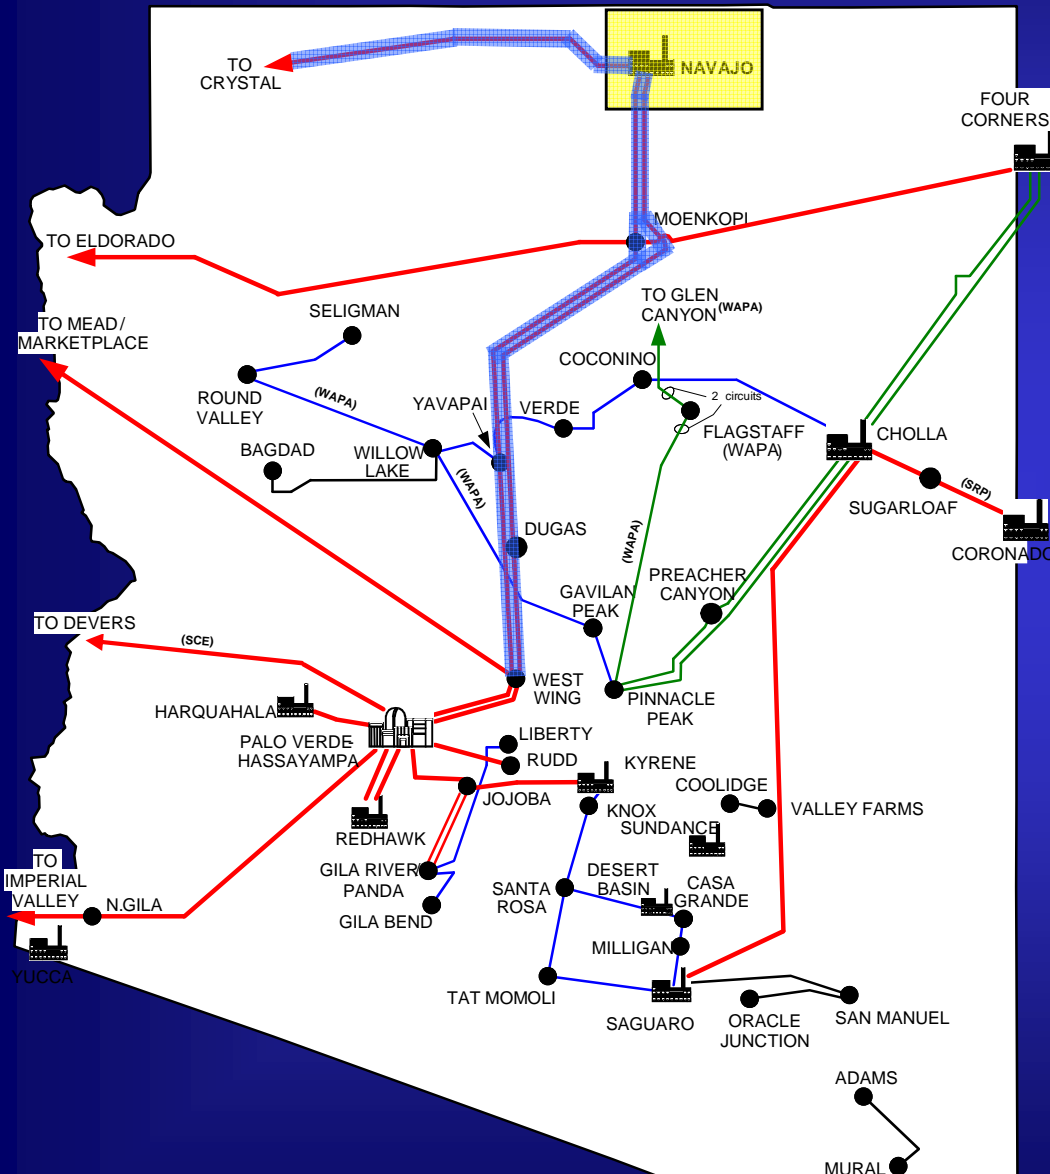 TO
CRYSTAL
NAVAJO
FOUR
CORNERS
MOENKOPI
TO ELDORADO
TO GLEN
CANYON (WAPA)
SELIGMAN
TO MEAD/
MARKETPLACE
COCONINO
ROUND
VALLEY
(WAPA)
YAVAPAI
VERDE
2 circuits
FLAGSTAFF
(WAPA)
CHOLLA
BAGDAD
WILLOW
LAKE
(WAPA)
SUGARLOAF
(SRP)
CORONADO
DUGAS
(WAPA)
PREACHER
CANYON
GAVILAN
PEAK
TO DEVERS
(SCE)
WEST
WING
PINNACLE
PEAK
HARQUAHALA
PALO VERDE-
HASSAYAMPA
LIBERTY
RUDD
KYRENE
COOLIDGE
VALLEY FARMS
JOJOBA
KNOX
SUNDANCE
REDHAWK
TO
IMPERIAL
VALLEY
GILA RIVER/
PANDA
DESERT
BASIN
CASA
GRANDE
SANTA
ROSA
N.GILA
GILA BEND
MILLIGAN
YUCCA
TAT MOMOLI
SAGUARO
ORACLE
JUNCTION
SAN MANUEL
ADAMS
MURAL